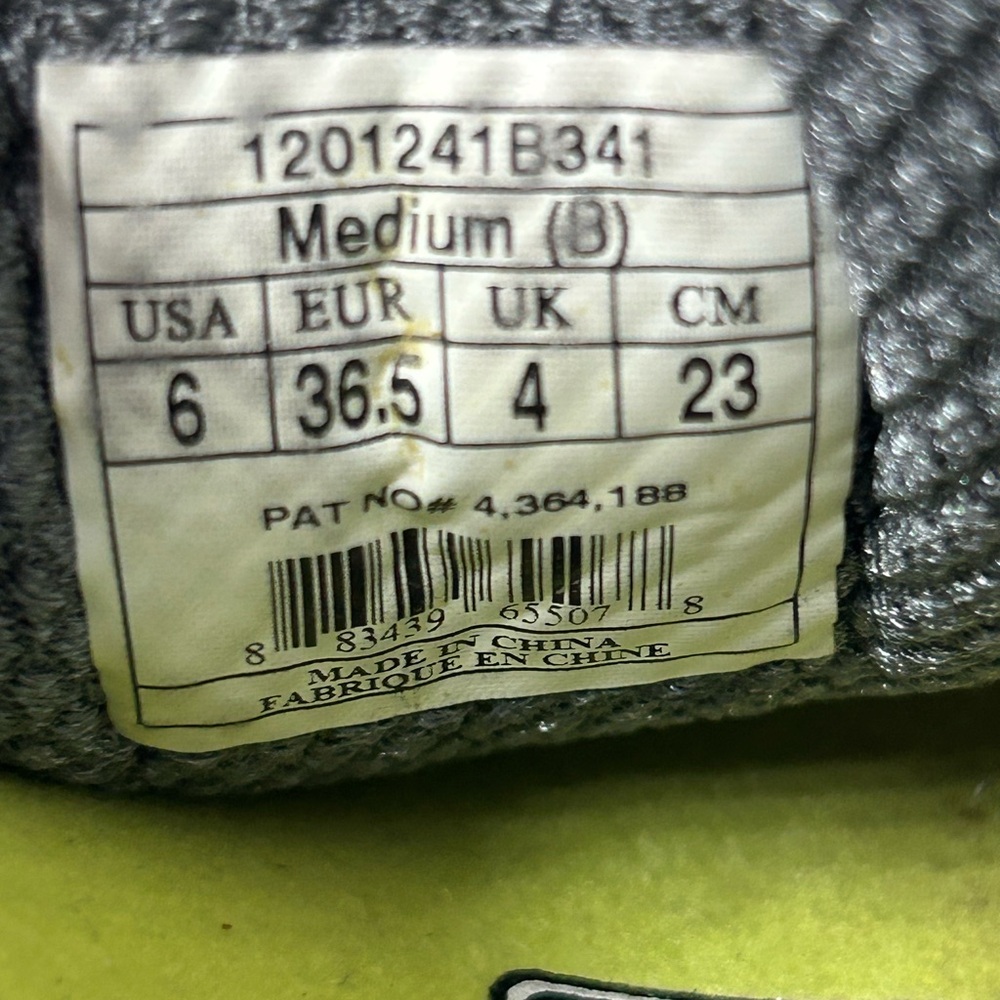 1201241B341
Medium (B)
USA EUR UK CM
6 36.5 4 23
PAT NO# 4,364,188
8 83439 65507 8
MADE IN CHINA
FABRIQUE EN CHINE